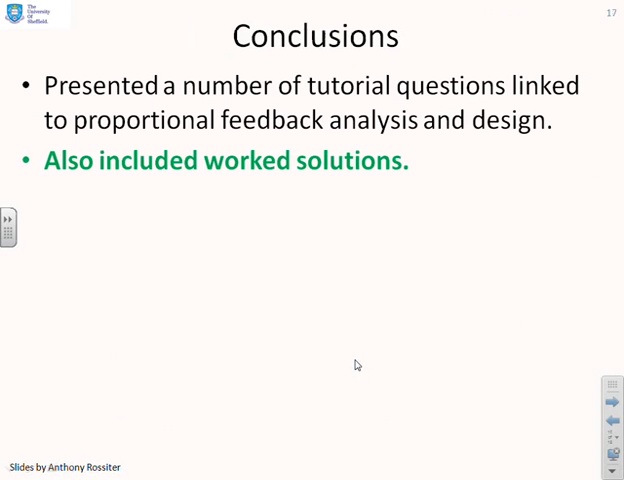 The
University
Of
Sheffield.
17
Conclusions
• Presented a number of tutorial questions linked
to proportional feedback analysis and design.
• Also included worked solutions.
Slides by Anthony Rossiter